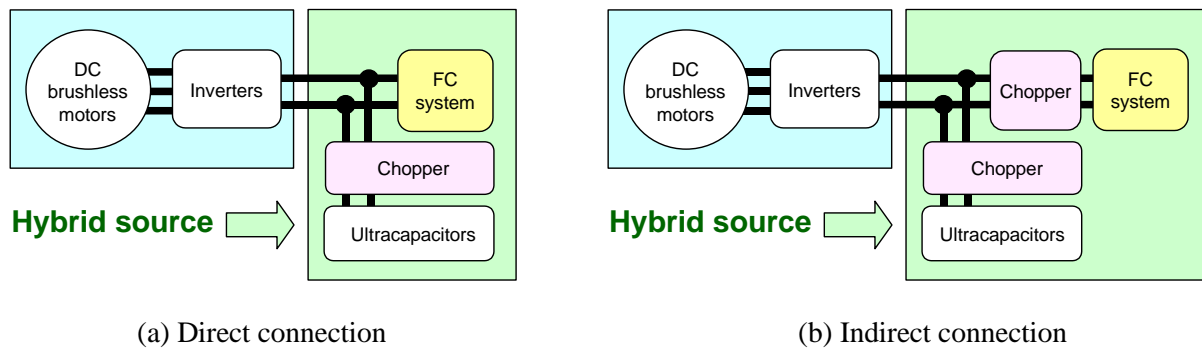 DC
brushless
motors
Inverters
FC
system
Chopper
Ultracapacitors
Hybrid source
(a) Direct connection
DC
brushless
motors
Inverters
Chopper
FC
system
Chopper
Ultracapacitors
Hybrid source
(b) Indirect connection